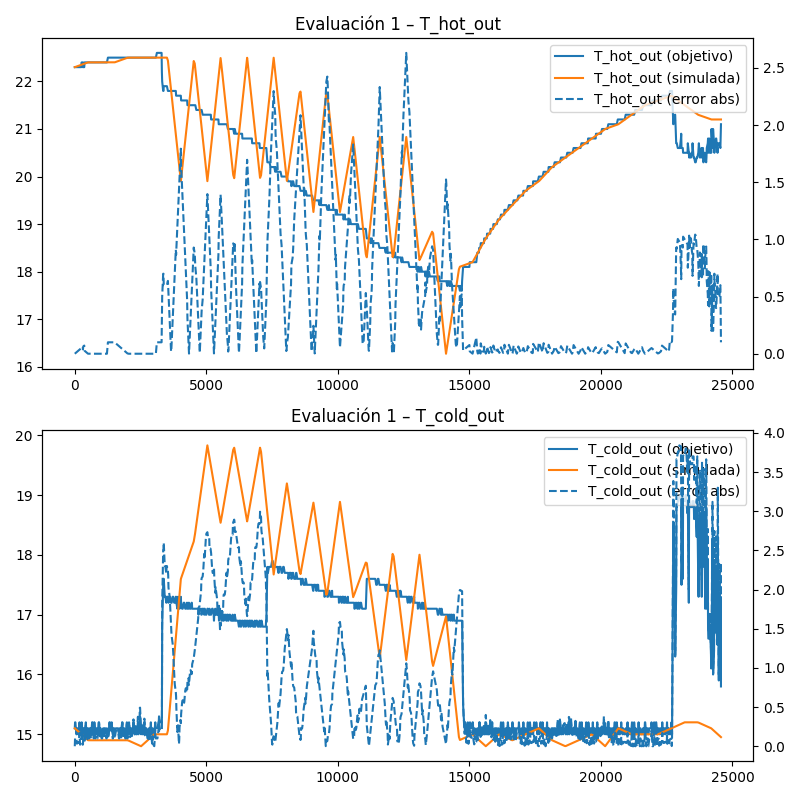 Evaluación 1 – T_hot_out
T_hot_out (objetivo)
T_hot_out (simulada)
T_hot_out (error abs)
22
21
20
19
18
17
16
2.5
2.0
1.5
1.0
0.5
0.0
0 5000 10000 15000 20000 25000
Evaluación 1 – T_cold_out
T_cold_out (objetivo)
T_cold_out (simulada)
T_cold_out (error abs)
20
19
18
17
16
15
4.0
3.5
3.0
2.5
2.0
1.5
1.0
0.5
0.0
0 5000 10000 15000 20000 25000